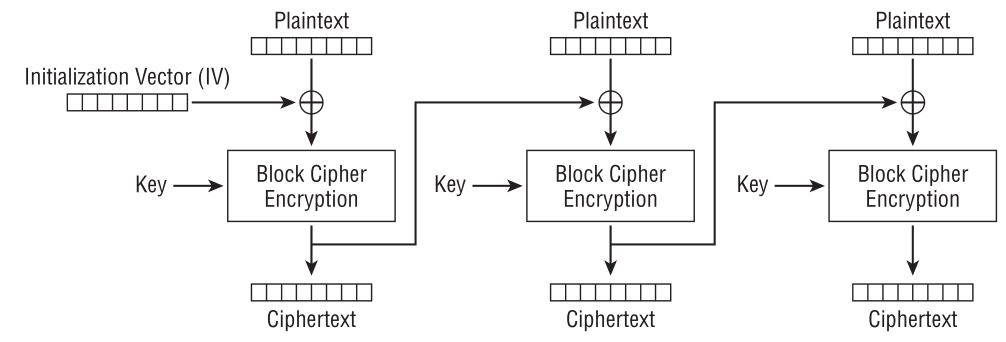 Plaintext
Plaintext
Plaintext
Initialization Vector (IV)
Key
Block Cipher
Encryption
Key
Block Cipher
Encryption
Key
Block Cipher
Encryption
Ciphertext
Ciphertext
Ciphertext